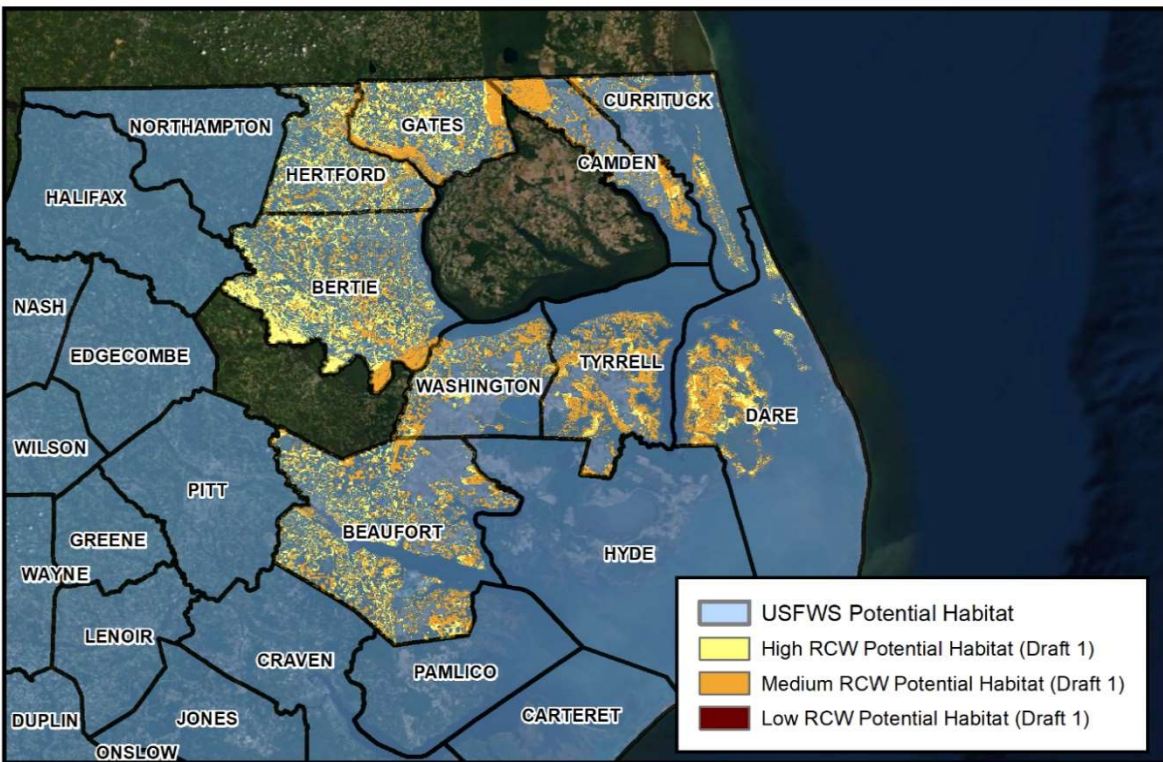 CURRITUCK
NORTHAMPTON
GATES
CAMDEN
HERTFORD
HALIFAX
BERTIE
NASH
EDGECOMBE
TYRRELL
WASHINGTON
DARE
WILSON
PITT
BEAUFORT
GREENE
HYDE
WAYNE
LENOIR
CRAVEN
PAMLICO
CARTERET
DUPLIN
JONES
ONSLOW
USFWS Potential Habitat
High RCW Potential Habitat (Draft 1)
Medium RCW Potential Habitat (Draft 1)
Low RCW Potential Habitat (Draft 1)